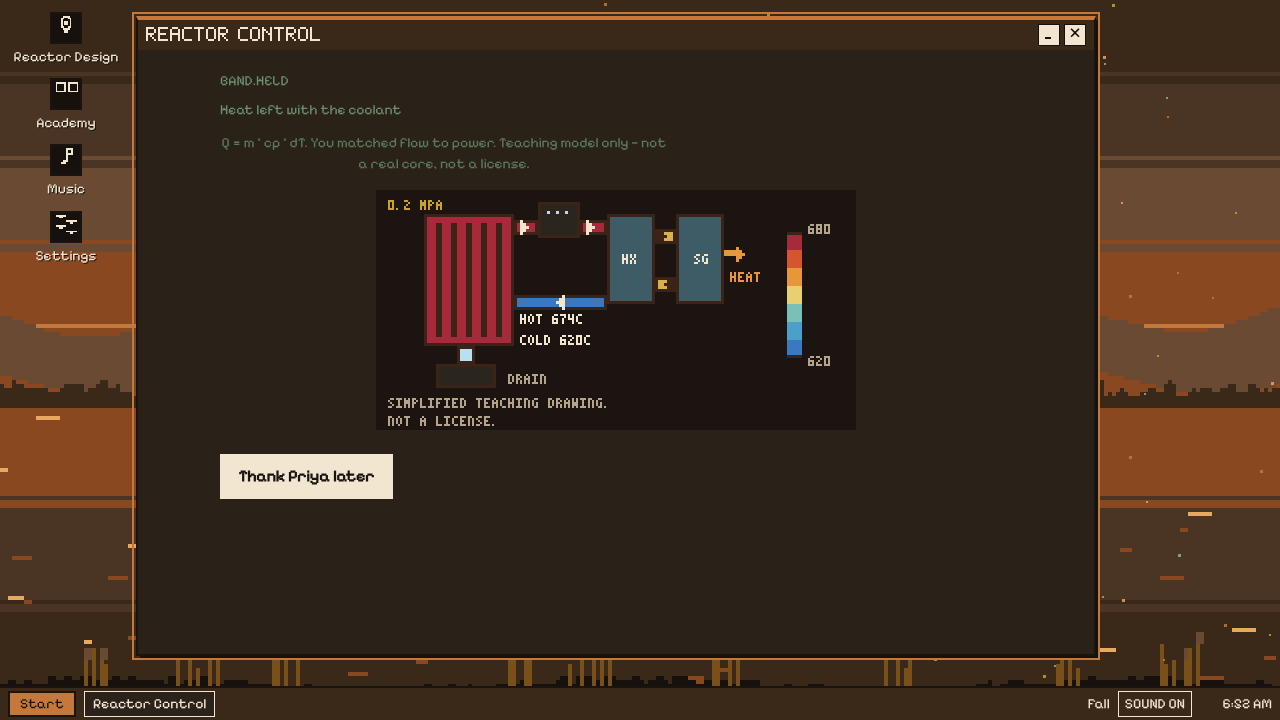 Reactor Design
Academy
Music
Settings
REACTOR CONTROL
BAND.HELD
Heat left with the coolant
Q = m * cp * dT. You matched flow to power. Teaching model only - not
a real core, not a license.
0.2 MPA
HX
SG
HEAT
680
620
HOT 674C
COLD 620C
DRAIN
SIMPLIFIED TEACHING DRAWING.
NOT A LICENSE.
Thank Priya later
Start
Reactor Control
Fall
SOUND ON
6:52 AM